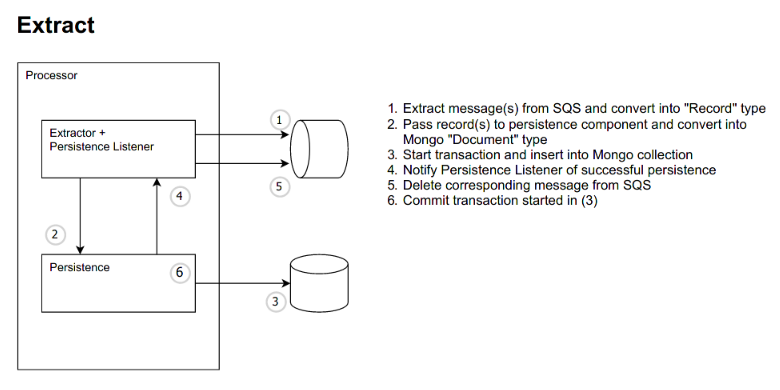 Extract
Processor
Extractor +
Persistence Listener
1
5
2
4
Persistence
6
3
1. Extract message(s) from SQS and convert into "Record" type
2. Pass record(s) to persistence component and convert into
Mongo "Document" type
3. Start transaction and insert into Mongo collection
4. Notify Persistence Listener of successful persistence
5. Delete corresponding message from SQS
6. Commit transaction started in (3)